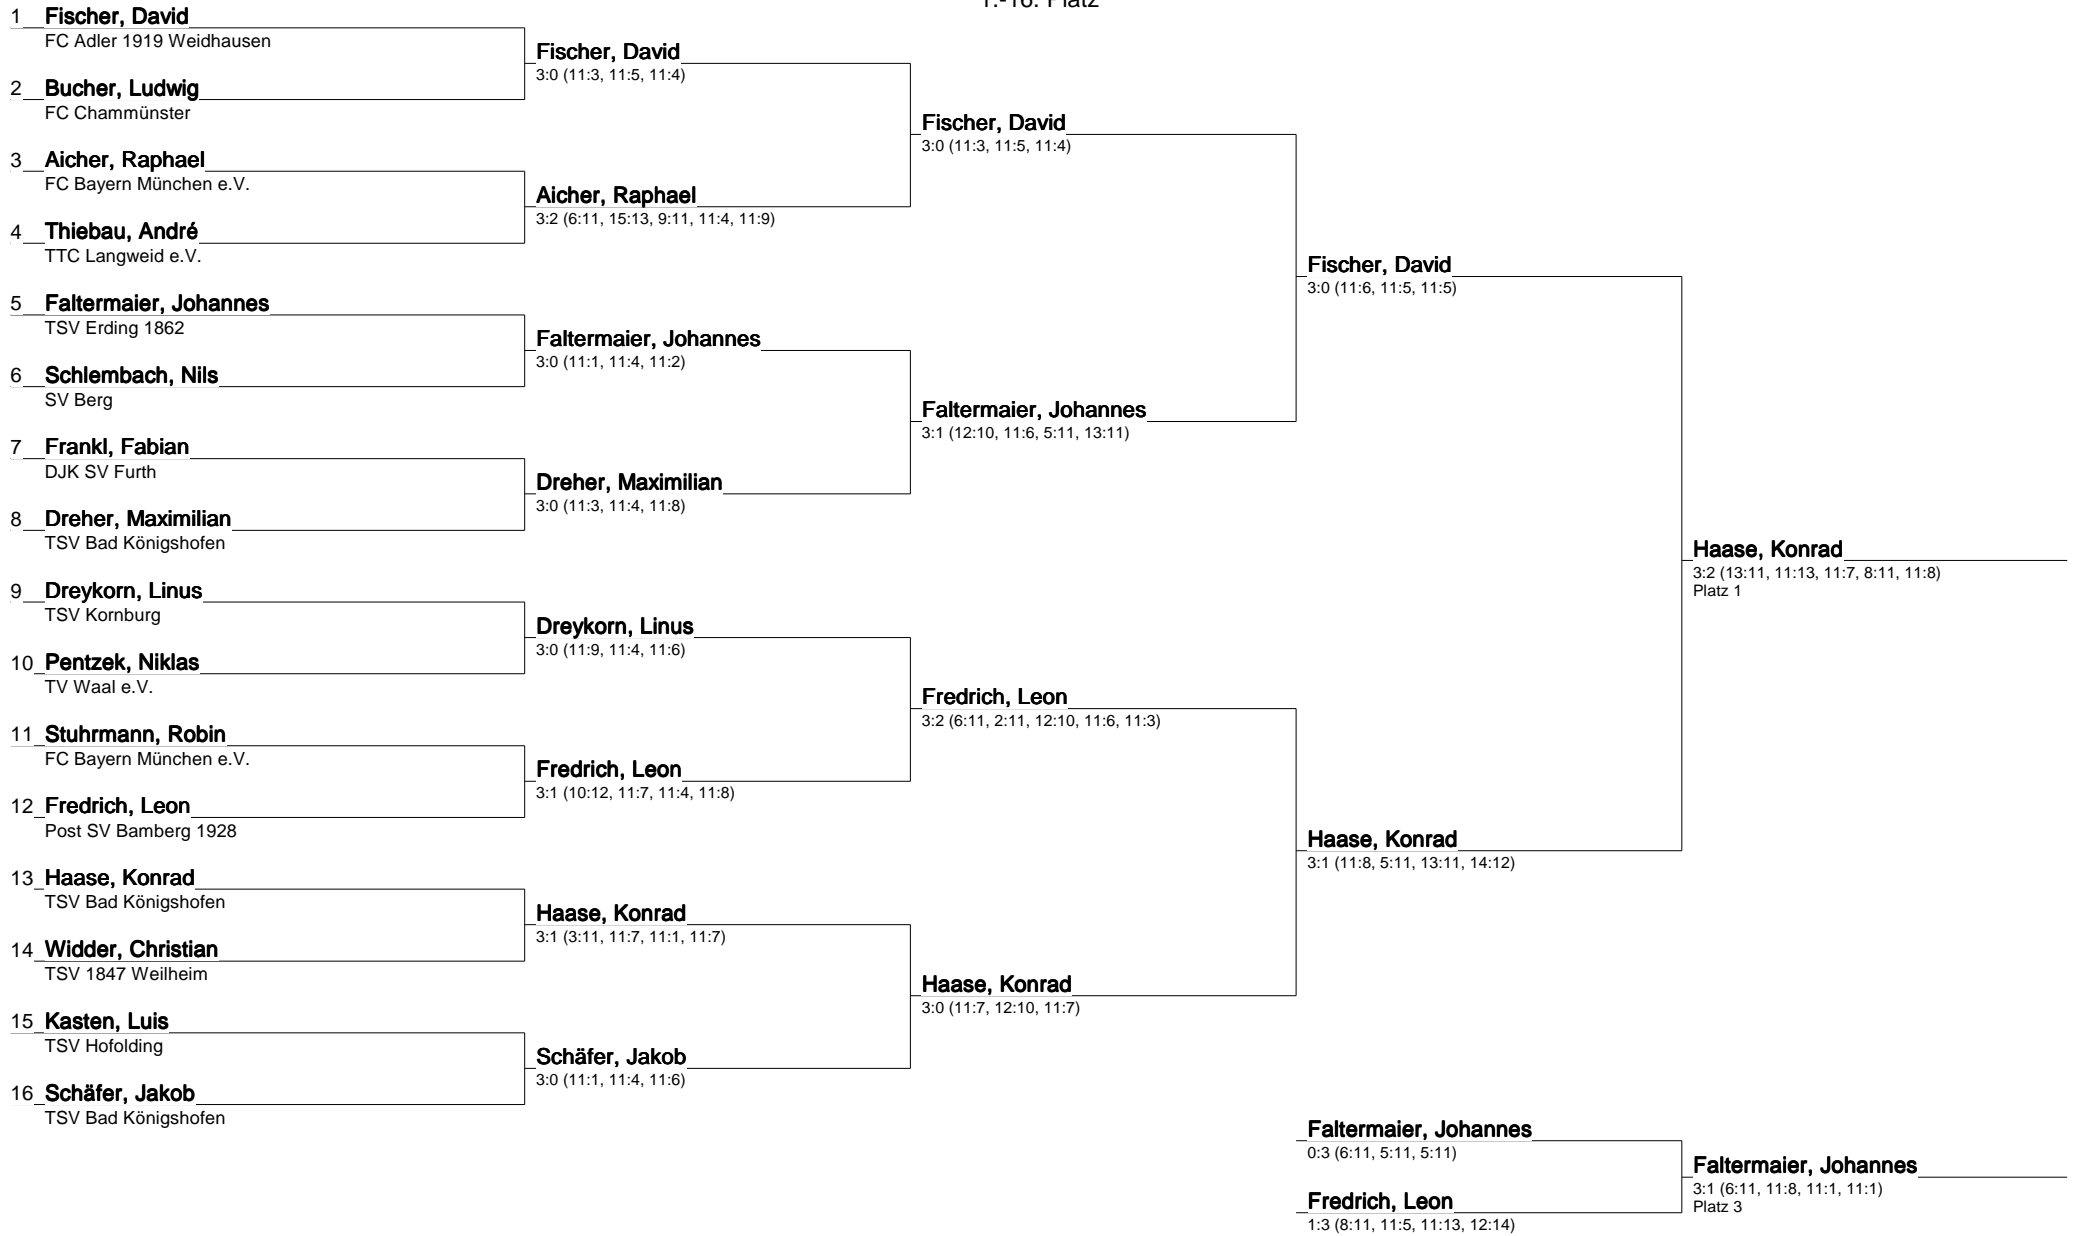 1.-16. Platz
1 Fischer, David
FC Adler 1919 Weidhausen
Fischer, David
3:0 (11:3, 11:5, 11:4)
2 Bucher, Ludwig
FC Chammünster
Fischer, David
3:0 (11:3, 11:5, 11:4)
3 Aicher, Raphael
FC Bayern München e.V.
Aicher, Raphael
3:2 (6:11, 15:13, 9:11, 11:4, 11:9)
4 Thiebau, André
TTC Langweid e.V.
Fischer, David
3:0 (11:6, 11:5, 11:5)
5 Faltermaier, Johannes
TSV Erding 1862
Faltermaier, Johannes
3:0 (11:1, 11:4, 11:2)
6 Schlembach, Nils
SV Berg
Faltermaier, Johannes
3:1 (12:10, 11:6, 5:11, 13:11)
7 Frankl, Fabian
DJK SV Furth
Dreher, Maximilian
3:0 (11:3, 11:4, 11:8)
8 Dreher, Maximilian
TSV Bad Königshofen
Haase, Konrad
3:2 (13:11, 11:13, 11:7, 8:11, 11:8)
Platz 1
9 Dreykorn, Linus
TSV Kornburg
Dreykorn, Linus
3:0 (11:9, 11:4, 11:6)
10 Pentzek, Niklas
TV Waal e.V.
Fredrich, Leon
3:2 (6:11, 2:11, 12:10, 11:6, 11:3)
11 Stuhrmann, Robin
FC Bayern München e.V.
Fredrich, Leon
3:1 (10:12, 11:7, 11:4, 11:8)
12 Fredrich, Leon
Post SV Bamberg 1928
Haase, Konrad
3:1 (11:8, 5:11, 13:11, 14:12)
13 Haase, Konrad
TSV Bad Königshofen
Haase, Konrad
3:1 (3:11, 11:7, 11:1, 11:7)
14 Widder, Christian
TSV 1847 Weilheim
Haase, Konrad
3:0 (11:7, 12:10, 11:7)
15 Kasten, Luis
TSV Hofolding
Schäfer, Jakob
3:0 (11:1, 11:4, 11:6)
16 Schäfer, Jakob
TSV Bad Königshofen
Faltermaier, Johannes
0:3 (6:11, 5:11, 5:11)
Faltermaier, Johannes
3:1 (6:11, 11:8, 11:1, 11:1)
Platz 3
Fredrich, Leon
1:3 (8:11, 11:5, 11:13, 12:14)